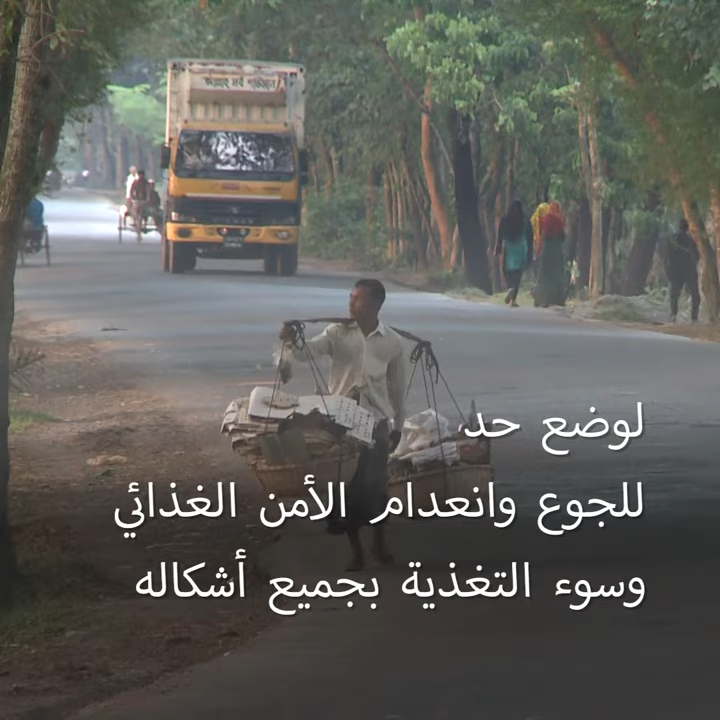 لوضع حد
للجوع وانعدام الأمن الغذائي
وسوء التغذية بجميع أشكاله